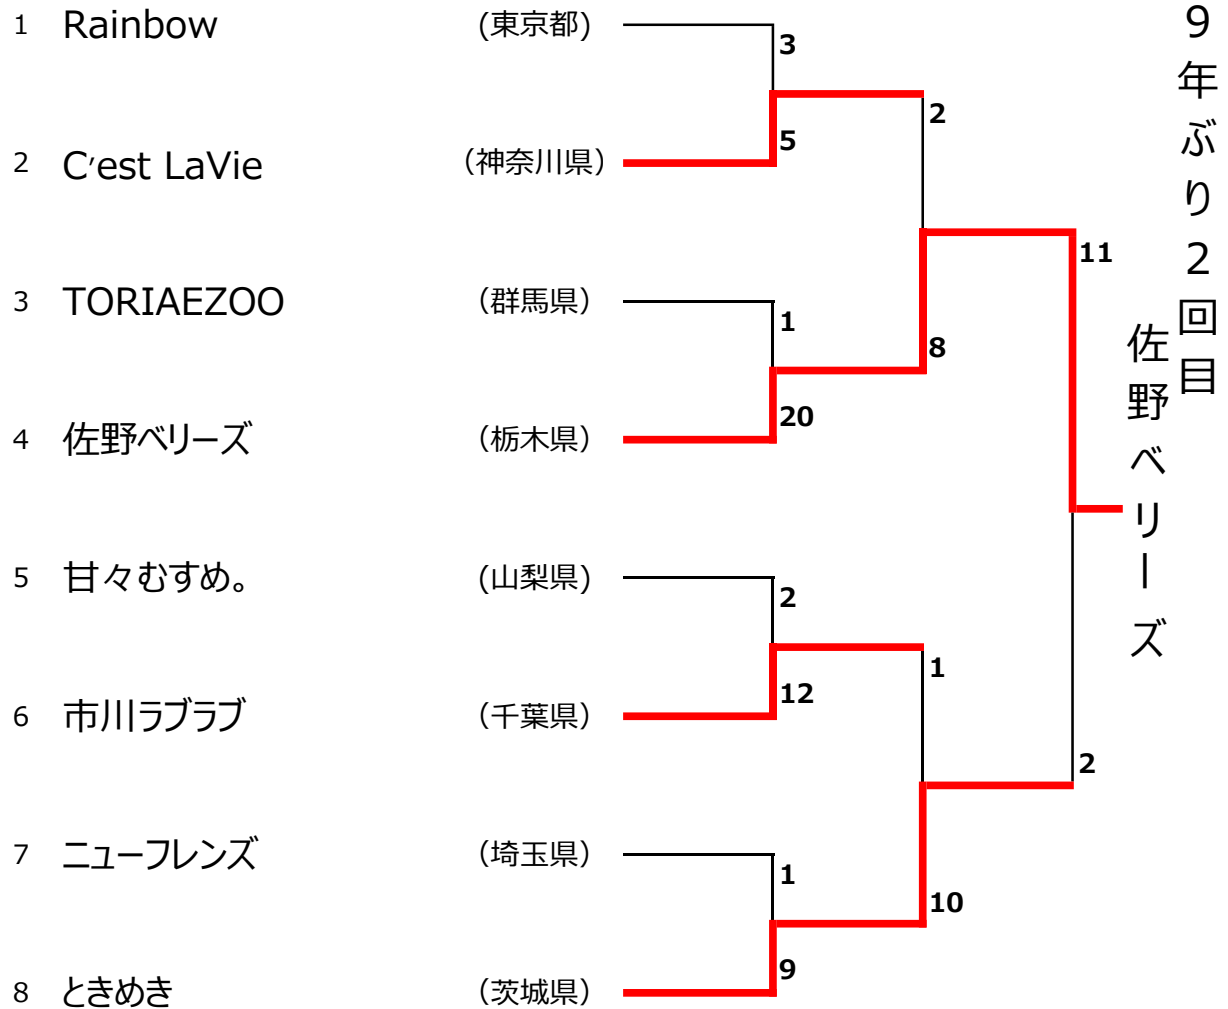 1 Rainbow (東京都)
3
2
5
2 C'est LaVie (神奈川県)
11
3 TORIAEZOO (群馬県)
1
8
20
4 佐野ベリーズ (栃木県)
9年ぶり2回目
佐野ベリーズ
5 甘々むすめ。 (山梨県)
2
1
12
6 市川ラブラブ (千葉県)
2
7 ニューフレンズ (埼玉県)
1
10
9
8 ときめき (茨城県)